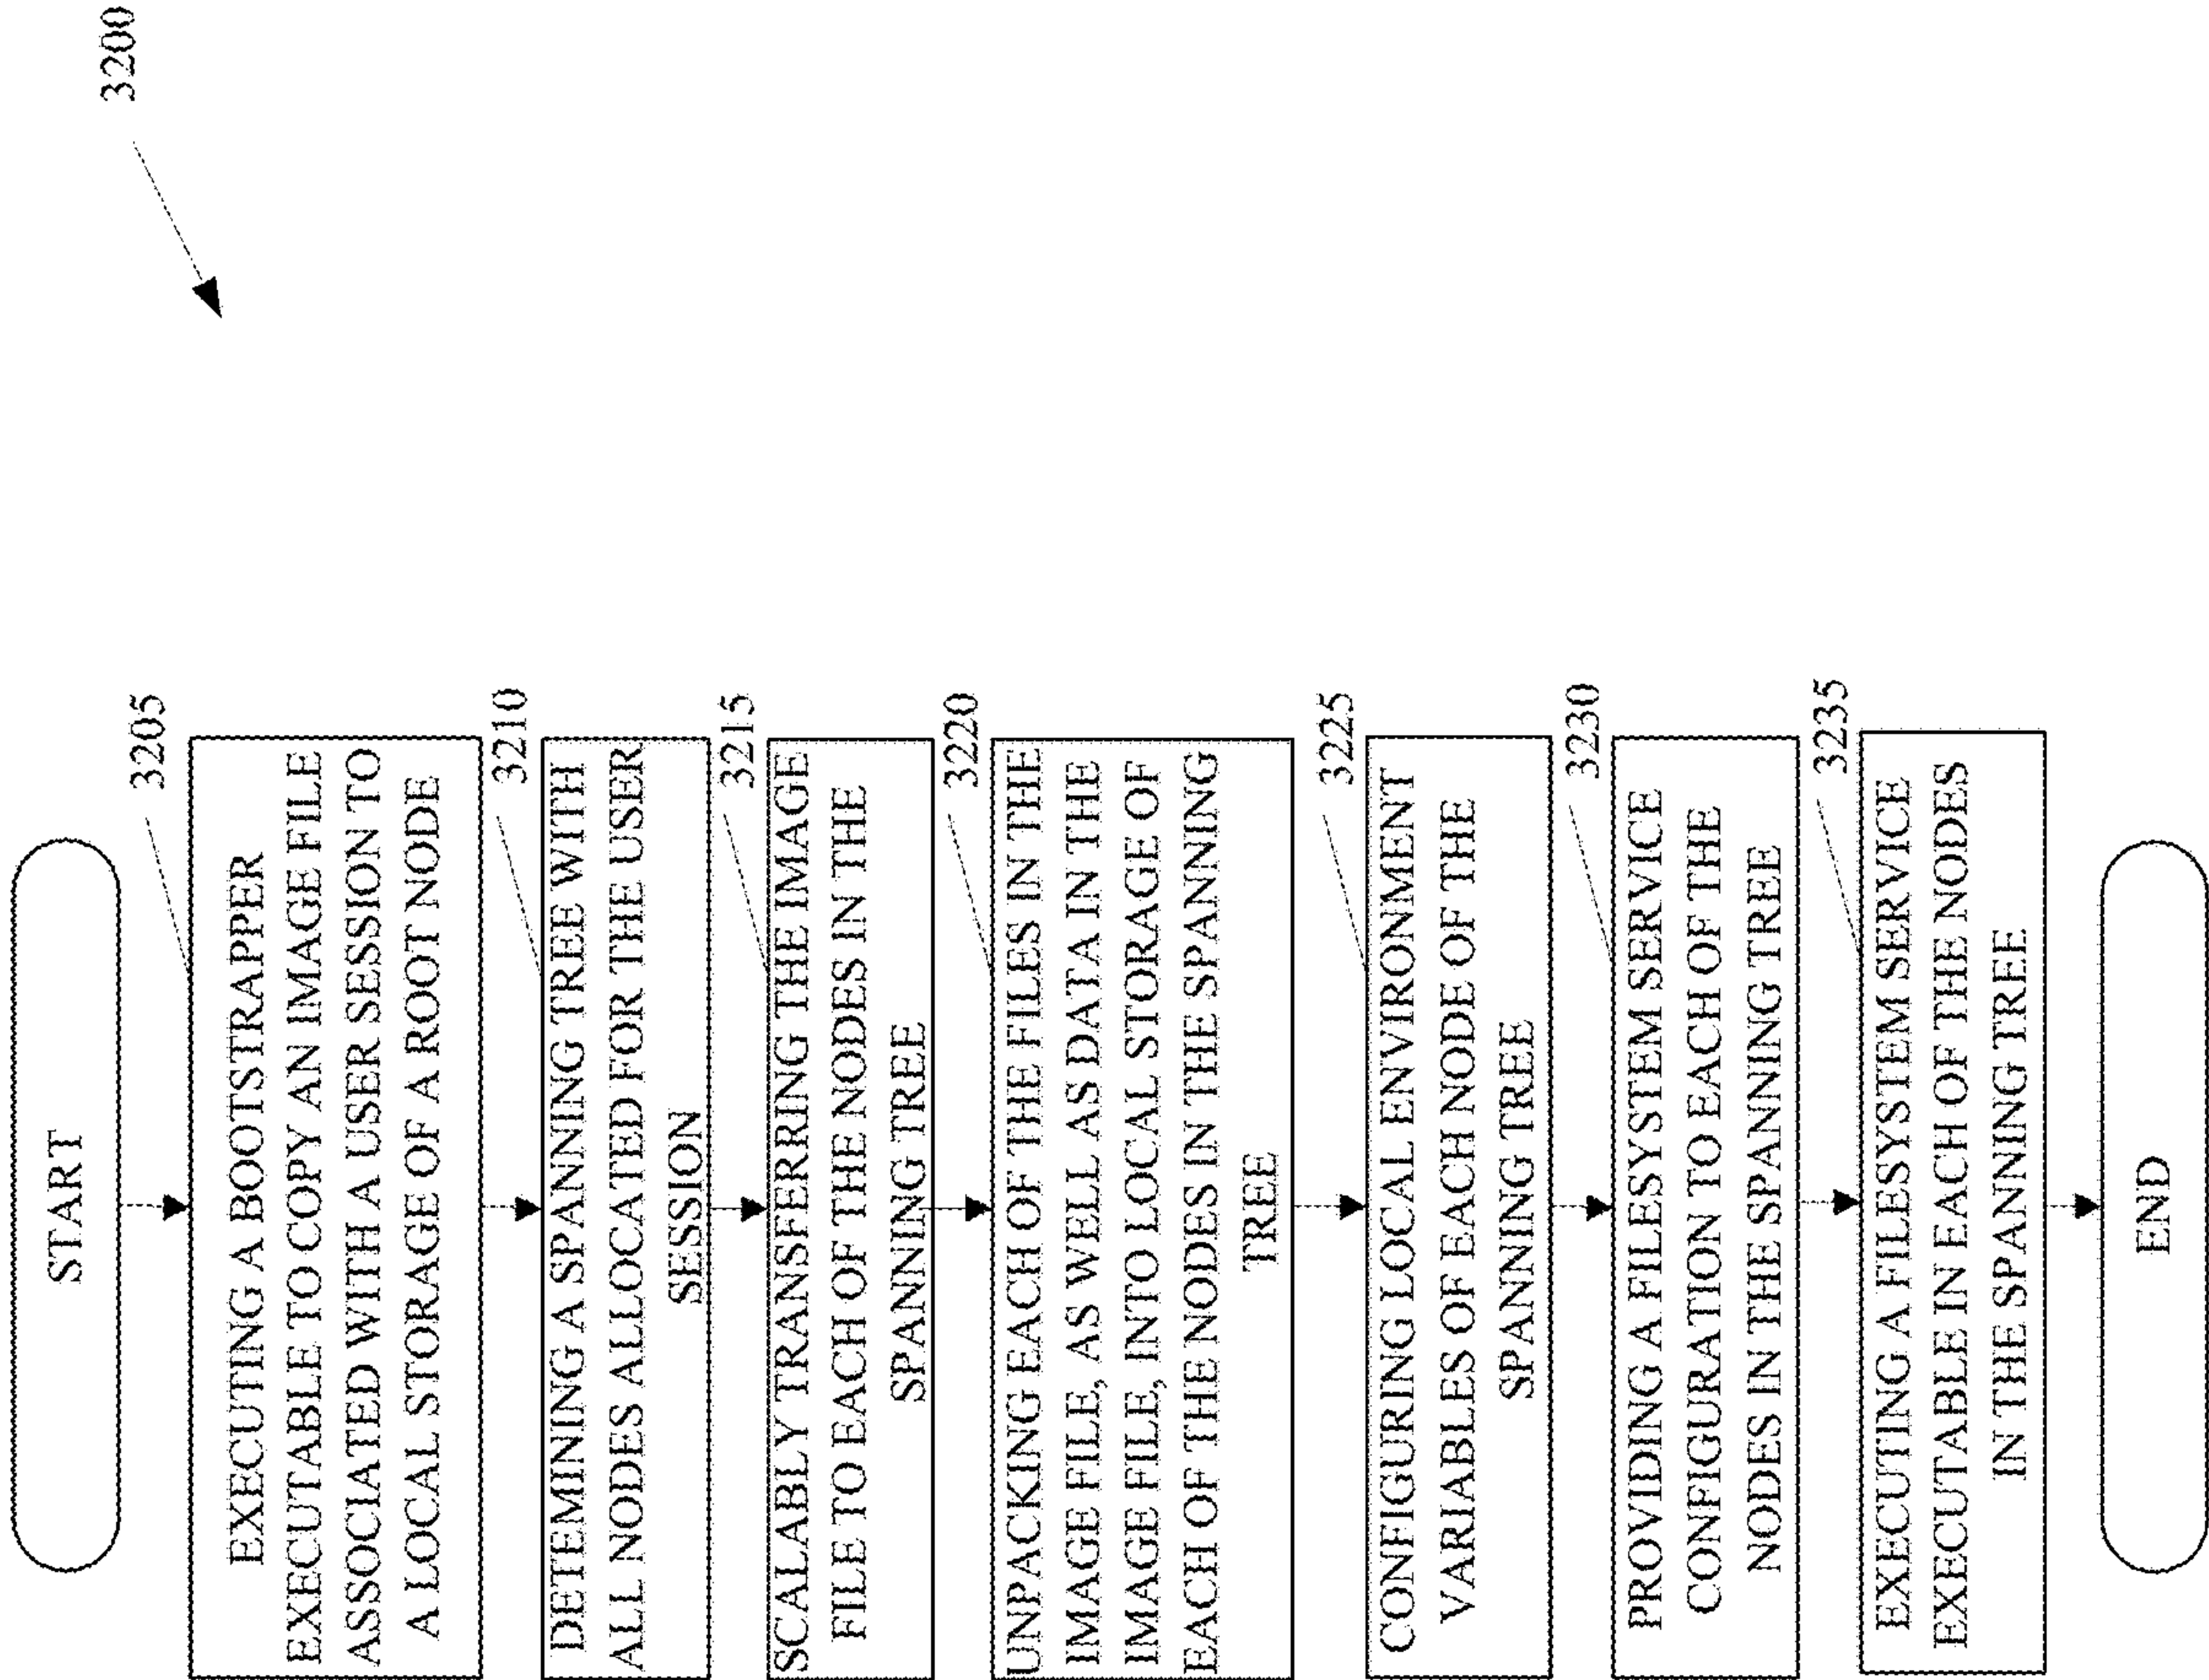 3200
START
3205
EXECUTING A BOOTSTRAPPER
EXECUTABLE TO COPY AN IMAGE FILE
ASSOCIATED WITH A USER SESSION TO
A LOCAL STORAGE OF A ROOT NODE
3210
DETEMINING A SPANNING TREE WITH
ALL NODES ALLOCATED FOR THE USER
SESSION
3215
SCALABLY TRANSFERRING THE IMAGE
FILE TO EACH OF THE NODES IN THE
SPANNING TREE
3220
UNPACKING EACH OF THE FILES IN THE
IMAGE FILE, AS WELL AS DATA IN THE
IMAGE FILE, INTO LOCAL STORAGE OF
EACH OF THE NODES IN THE SPANNING
TREE
3225
CONFIGURING LOCAL ENVIRONMENT
VARIABLES OF EACH NODE OF THE
SPANNING TREE
3230
PROVIDING A FILESYSTEM SERVICE
CONFIGURATION TO EACH OF THE
NODES IN THE SPANNING TREE
3235
EXECUTING A FILESYSTEM SERVICE
EXECUTABLE IN EACH OF THE NODES
IN THE SPANNING TREE
END